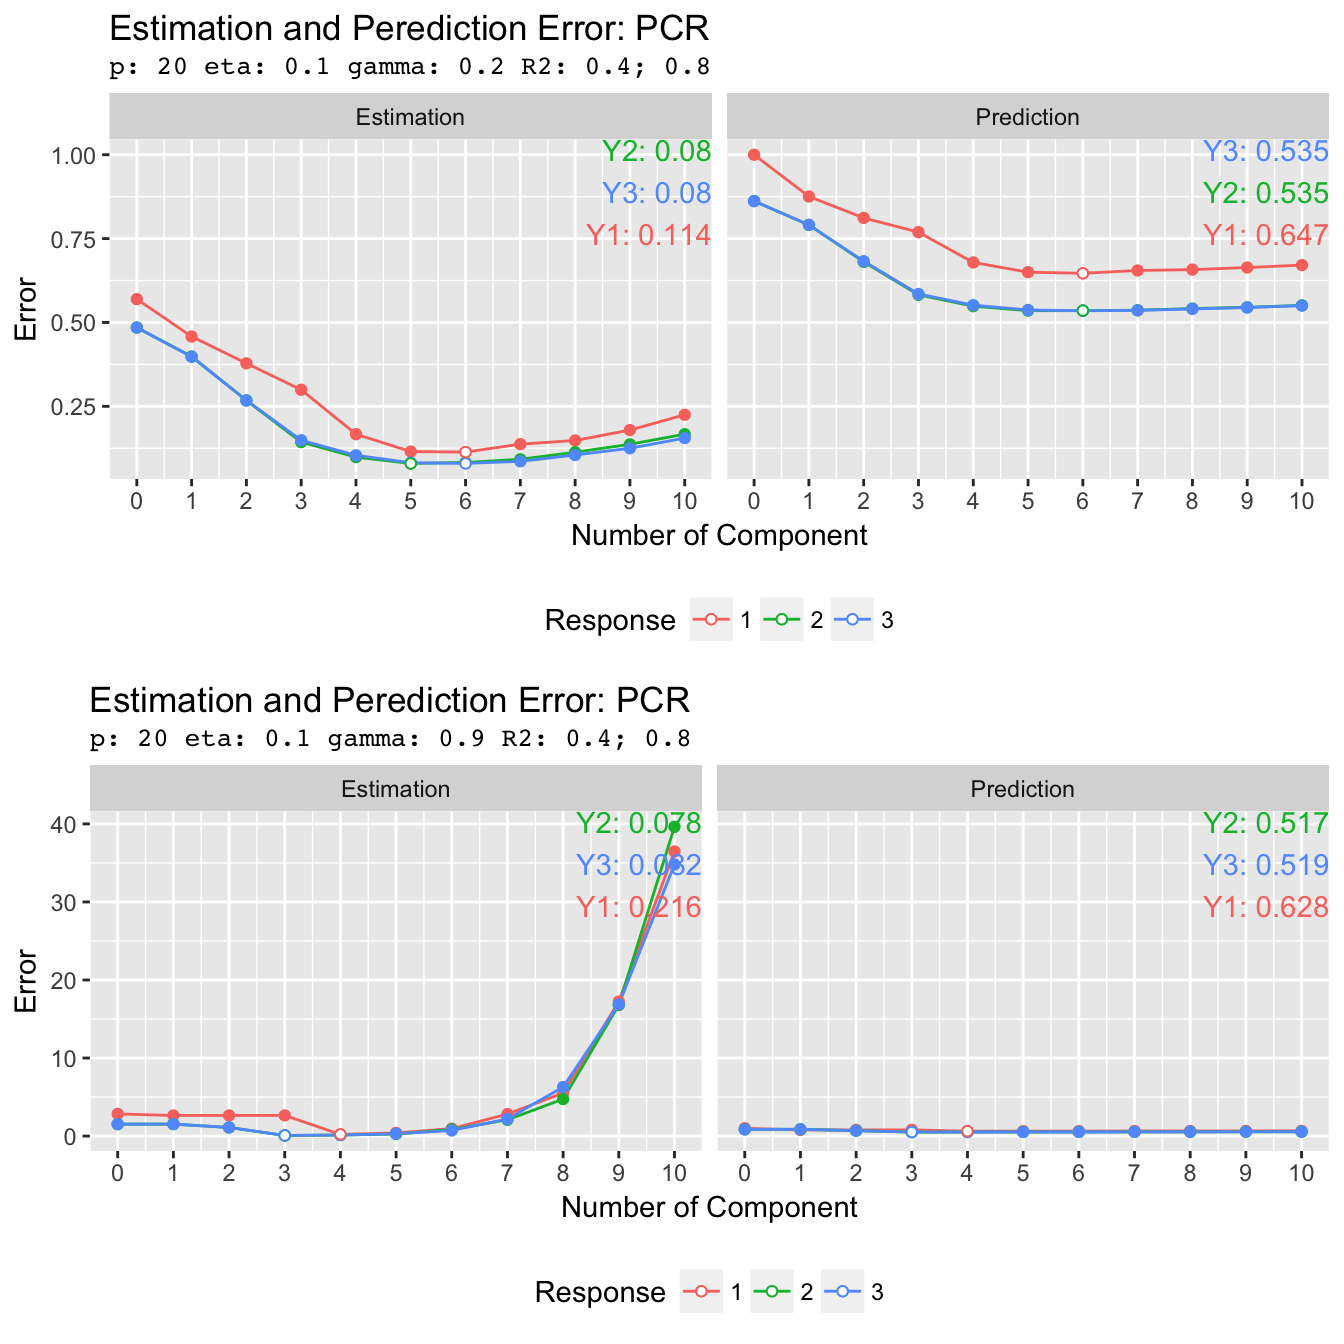 Estimation and Perediction Error: PCR
p: 20 eta: 0.1 gamma: 0.2 R2: 0.4; 0.8
Estimation
Prediction
Y2: 0.08
Y3: 0.08
Y1: 0.114
Y3: 0.535
Y2: 0.535
Y1: 0.647
Error
1.00
0.75
0.50
0.25
0 1 2 3 4 5 6 7 8 9 10
0 1 2 3 4 5 6 7 8 9 10
Number of Component
Response 1 2 3
Estimation and Perediction Error: PCR
p: 20 eta: 0.1 gamma: 0.9 R2: 0.4; 0.8
Estimation
Prediction
Y2: 0.078
Y3: 0.082
Y1: 0.216
Y2: 0.517
Y3: 0.519
Y1: 0.628
Error
40
30
20
10
0
0 1 2 3 4 5 6 7 8 9 10
0 1 2 3 4 5 6 7 8 9 10
Number of Component
Response 1 2 3